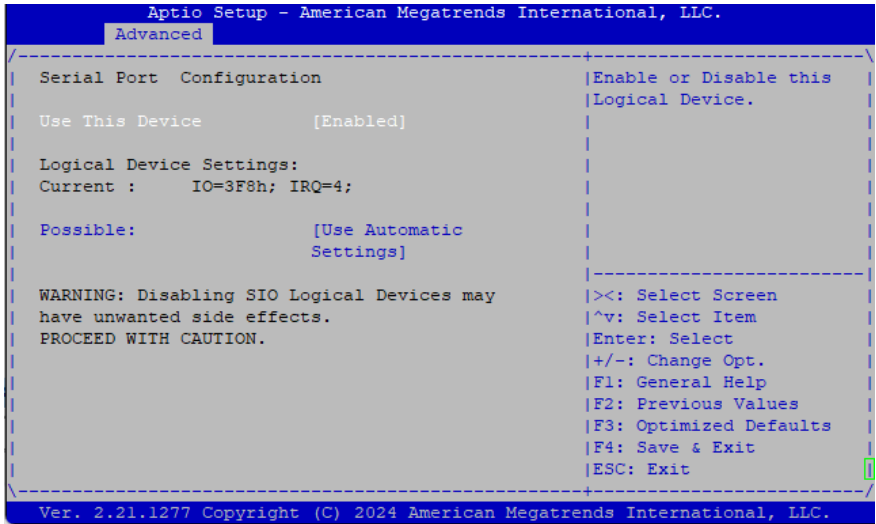 Aptio Setup - American Megatrends International, LLC.
Advanced
Serial Port Configuration
Use This Device [Enabled]
Logical Device Settings:
Current : IO=3F8h; IRQ=4;
Possible: [Use Automatic
Settings]
WARNING: Disabling SIO Logical Devices may
have unwanted side effects.
PROCEED WITH CAUTION.
Enable or Disable this
Logical Device.
><: Select Screen
^v: Select Item
Enter: Select
+/-: Change Opt.
F1: General Help
F2: Previous Values
F3: Optimized Defaults
F4: Save & Exit
ESC: Exit
Ver. 2.21.1277 Copyright (C) 2024 American Megatrends International, LLC.